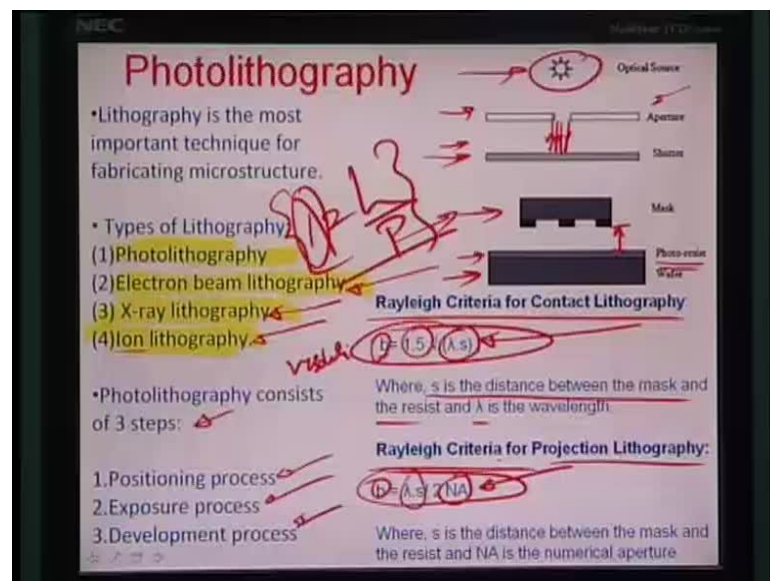 NEC
Photolithography
•Lithography is the most
important technique for
fabricating microstructure.
• Types of Lithography
(1)Photolithography
(2)Electron beam lithography
(3) X-ray lithography
(4)Ion lithography.
•Photolithography consists
of 3 steps:
1.Positioning process
2.Exposure process
3.Development process
Optical Source
Aperture
Shutter
Mask
Photo-resist
Wafer
Rayleigh Criteria for Contact Lithography
b= 1.5 (λ.s)
Where, s is the distance between the mask and
the resist and λ is the wavelength
Rayleigh Criteria for Projection Lithography:
b=(λ.s)/ 2 NA
Where, s is the distance between the mask and
the resist and NA is the numerical aperture